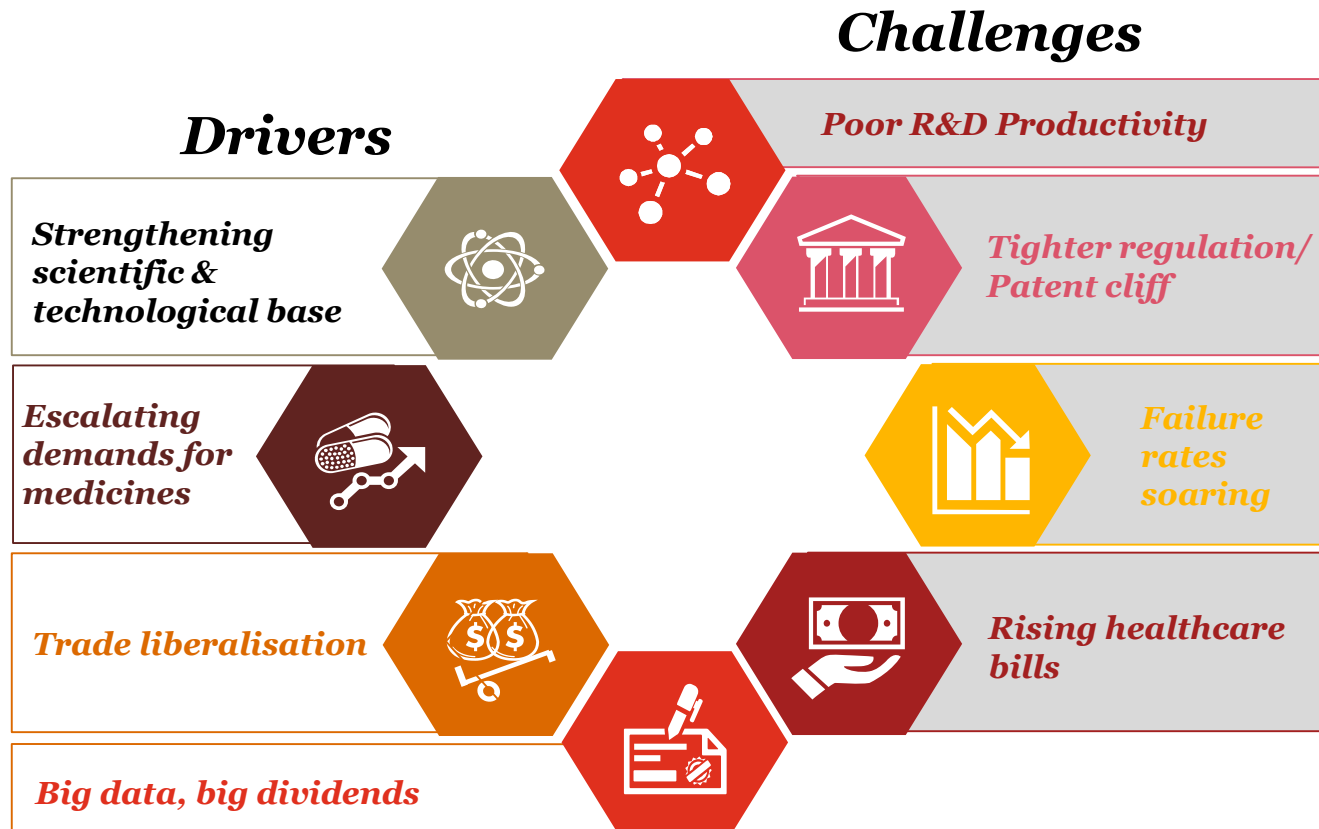 Challenges
Drivers
Poor R&D Productivity
Strengthening
scientific &
technological base
Tighter regulation/
Patent cliff
Escalating
demands for
medicines
Failure
rates
soaring
Trade liberalisation
$ $
Rising healthcare
bills
Big data, big dividends